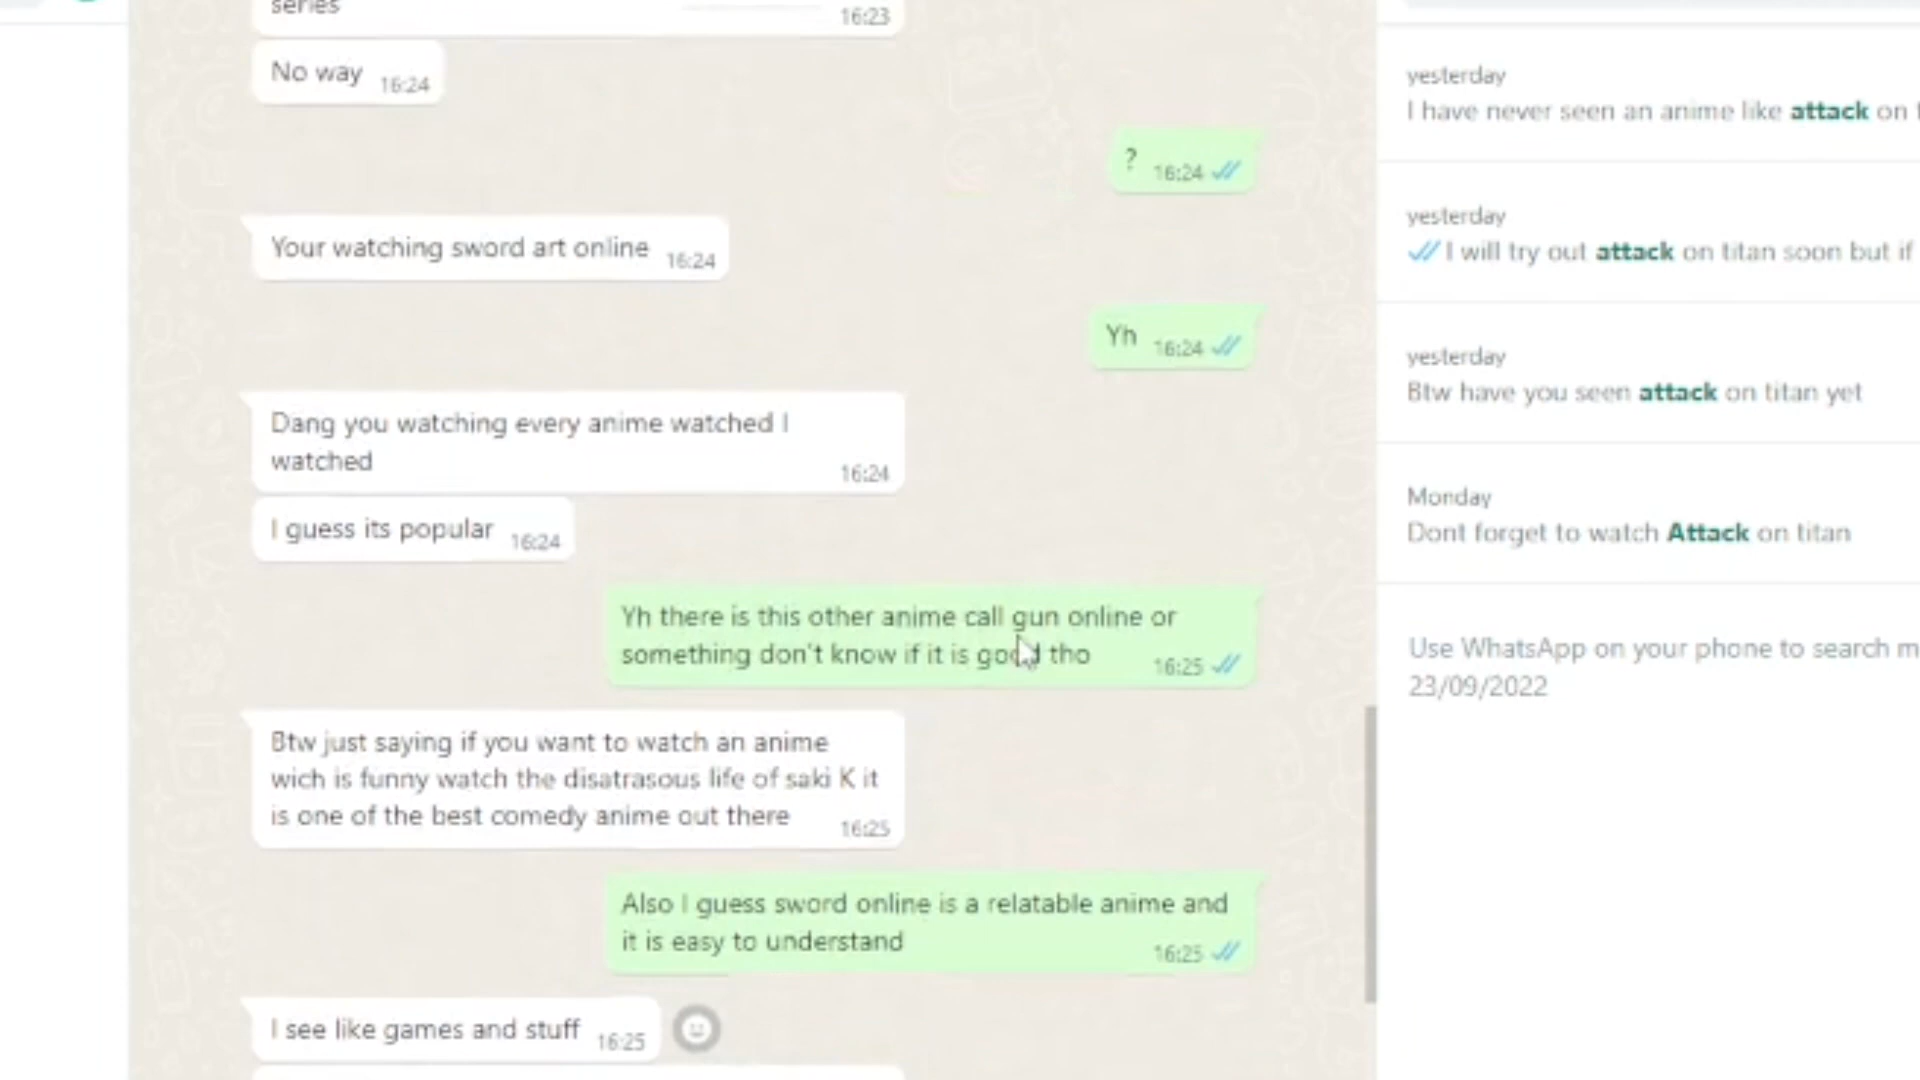 series
16:23
No way 16:24
? 16:24
Your watching sword art online 16:24
Yh 16:24
Dang you watching every anime watched I
watched 16:24
I guess its popular 16:24
Yh there is this other anime call gun online or
something don't know if it is good tho 16:25
Btw just saying if you want to watch an anime
wich is funny watch the disatrasous life of saki K it
is one of the best comedy anime out there 16:25
Also I guess sword online is a relatable anime and
it is easy to understand 16:25
I see like games and stuff 16:25
yesterday
I have never seen an anime like attack on
yesterday
I will try out attack on titan soon but if
yesterday
Btw have you seen attack on titan yet
Monday
Dont forget to watch Attack on titan
Use WhatsApp on your phone to search
23/09/2022